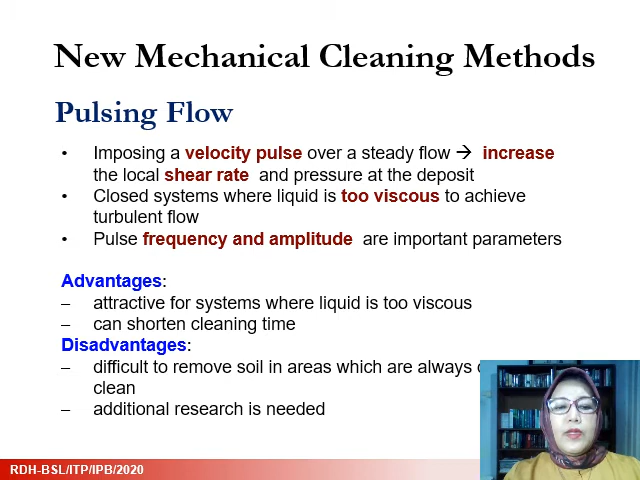 New Mechanical Cleaning Methods
Pulsing Flow
• Imposing a velocity pulse over a steady flow → increase
the local shear rate and pressure at the deposit
• Closed systems where liquid is too viscous to achieve
turbulent flow
• Pulse frequency and amplitude are important parameters
Advantages:
– attractive for systems where liquid is too viscous
– can shorten cleaning time
Disadvantages:
– difficult to remove soil in areas which are always
clean
– additional research is needed
RDH-BSL/ITP/IPB/2020